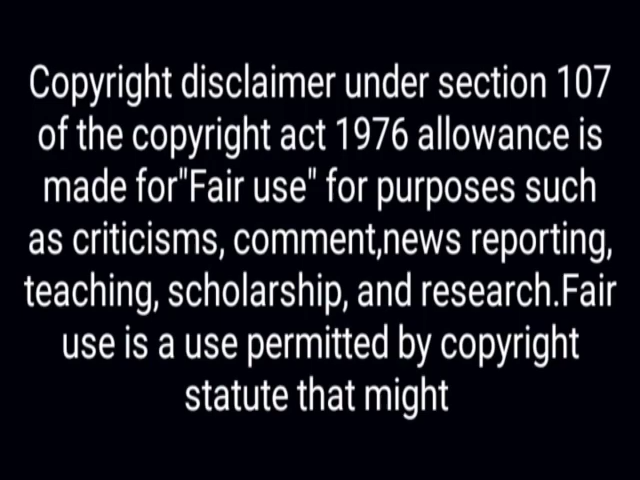 Copyright disclaimer under section 107
of the copyright act 1976 allowance is
made for"Fair use" for purposes such
as criticisms, comment,news reporting,
teaching, scholarship, and research.Fair
use is a use permitted by copyright
statute that might